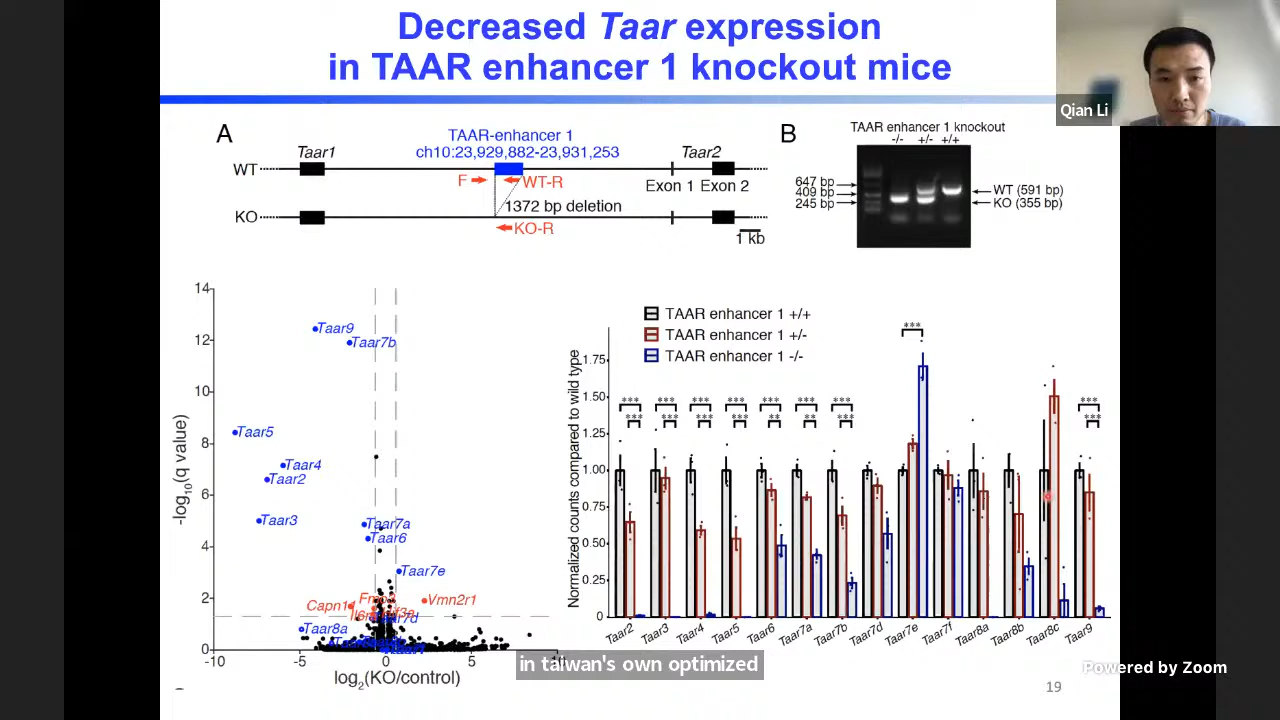 Decreased Taar expression
in TAAR enhancer 1 knockout mice
Qian Li
A
TAAR-enhancer 1
Taar1
ch10:23,929,882-23,931,253
Taar2
WT
F
WT-R
Exon 1
Exon 2
1372 bp deletion
KO
KO-R
1 kb
B
TAAR enhancer 1 knockout
-/-
+/-
+/+
647 bp
409 bp
245 bp
WT (591 bp)
KO (355 bp)
14
12
10
8
6
4
2
0
-log10(q value)
Taar9
Taar7b
Taar5
Taar4
Taar2
Taar3
Taar7a
Taar6
Taar7e
Vmn2r1
Taar8a
-10
-5
0
5
log2(KO/control)
TAAR enhancer 1 +/+
TAAR enhancer 1 +/-
TAAR enhancer 1 -/-
Normalized counts compared to wild type
1.75
1.50
1.25
1.00
0.75
0.50
0.25
0
*** *** *** *** *** *** *** *** ***
*** *** *** *** ** ** *** ***
Taar2
Taar3
Taar4
Taar5
Taar6
Taar7a
Taar7b
Taar7d
Taar7e
Taar7f
Taar8a
Taar8b
Taar8c
Taar9
in taiwan's own optimized
Powered by Zoom
19